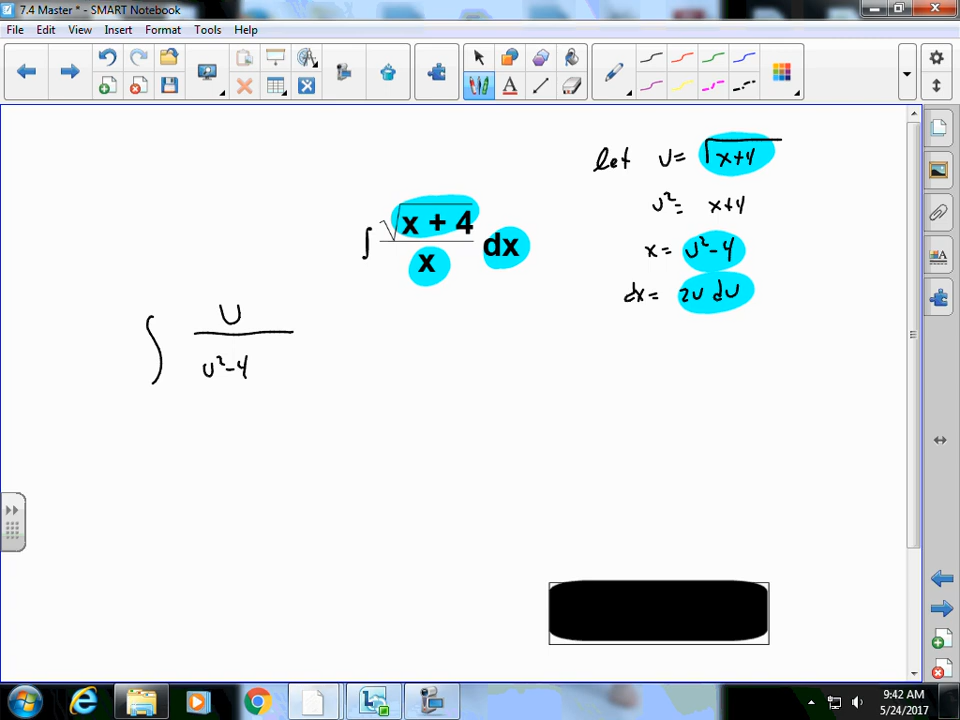 7.4 Master * - SMART Notebook
File Edit View Insert Format Tools Help
let u = √x+4
u² = x+4
∫ √x + 4 / x dx
x = u²-4
dx = 2u du
∫ u / u²-4
9:42 AM
5/24/2017